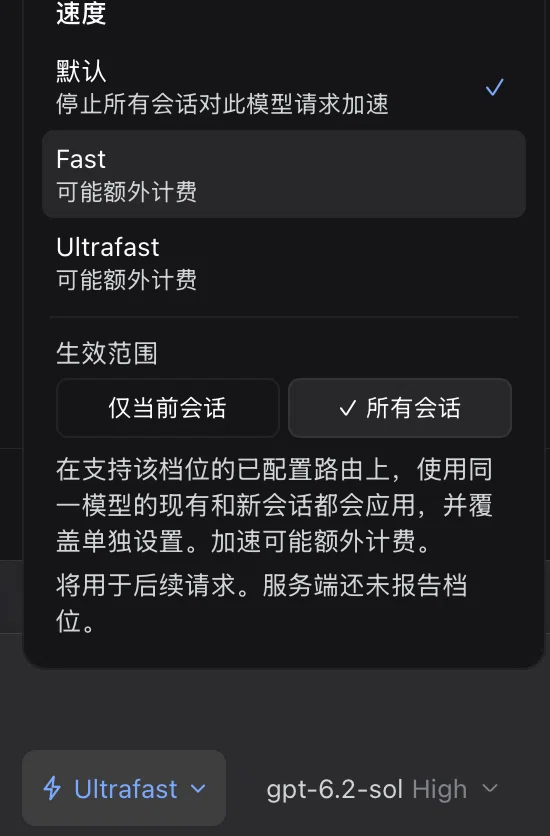 速度
默认
停止所有会话对此模型请求加速
Fast
可能额外计费
Ultrafast
可能额外计费
生效范围
仅当前会话
所有会话
在支持该档位的已配置路由上，使用同
一模型的现有和新会话都会应用，并覆
盖单独设置。加速可能额外计费。
将用于后续请求。服务端还未报告档
位。
Ultrafast
gpt-6.2-sol High